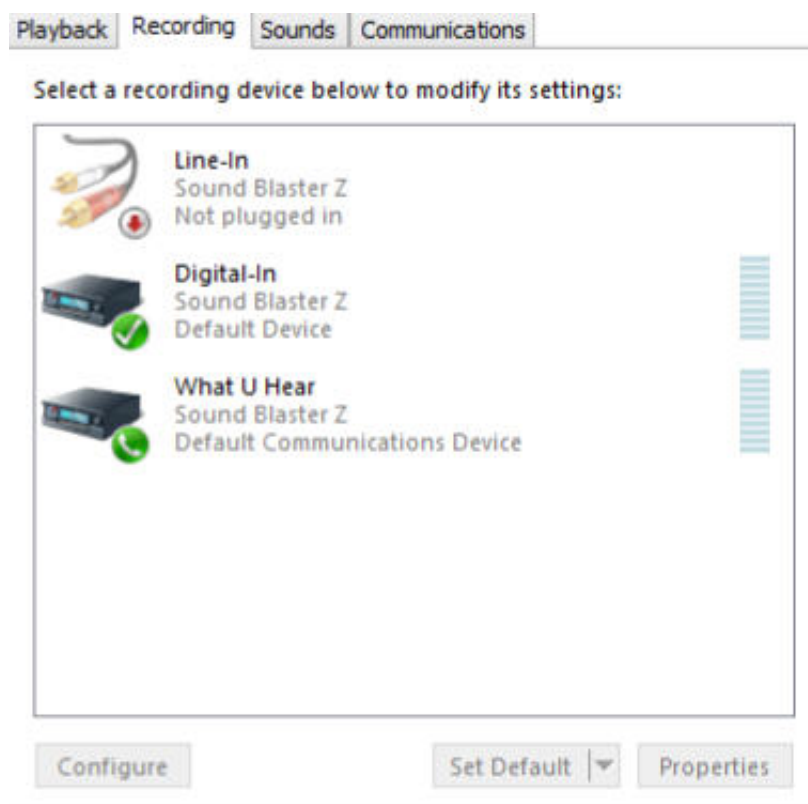 Playback Recording Sounds Communications
Select a recording device below to modify its settings:
Line-In
Sound Blaster Z
Not plugged in
Digital-In
Sound Blaster Z
Default Device
What U Hear
Sound Blaster Z
Default Communications Device
Configure Set Default Properties